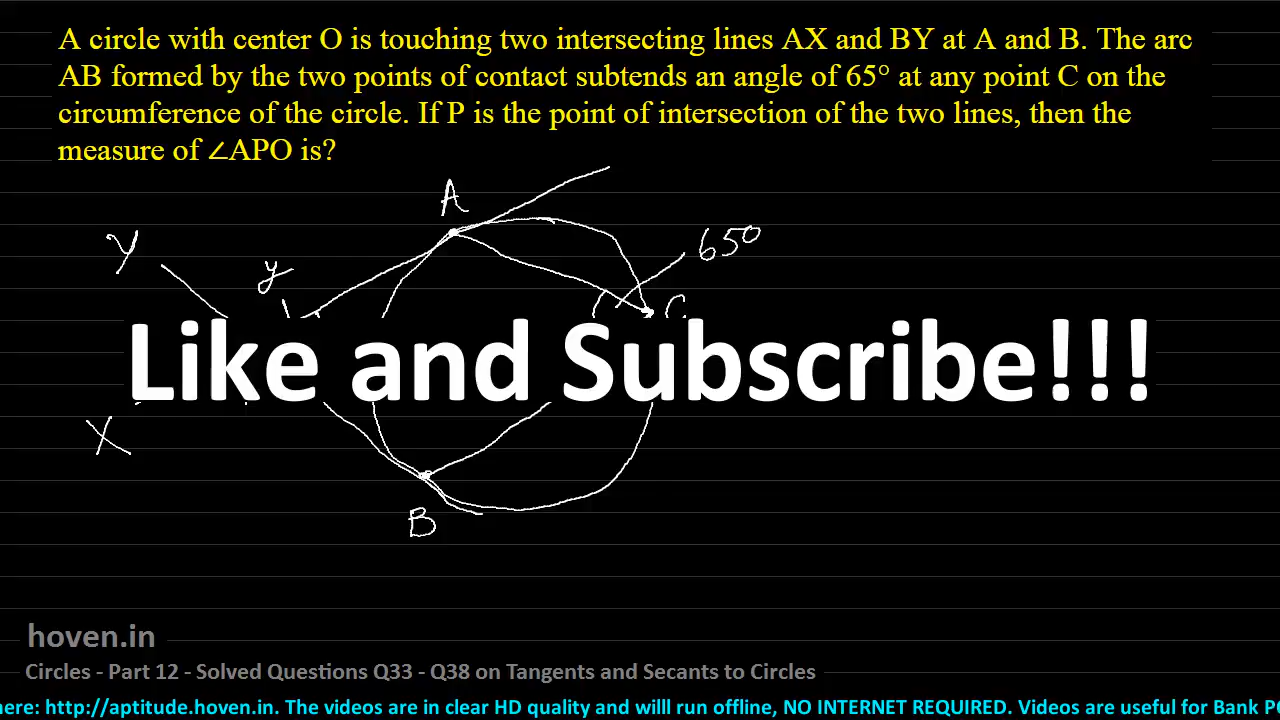 A circle with center O is touching two intersecting lines AX and BY at A and B. The arc
AB formed by the two points of contact subtends an angle of 65° at any point C on the
circumference of the circle. If P is the point of intersection of the two lines, then the
measure of ∠APO is?
A
y
y
65°
C
Like and Subscribe!!!
X
B
hoven.in
Circles - Part 12 - Solved Questions Q33 - Q38 on Tangents and Secants to Circles
here: http://aptitude.hoven.in. The videos are in clear HD quality and willl run offline, NO INTERNET REQUIRED. Videos are useful for Bank PO